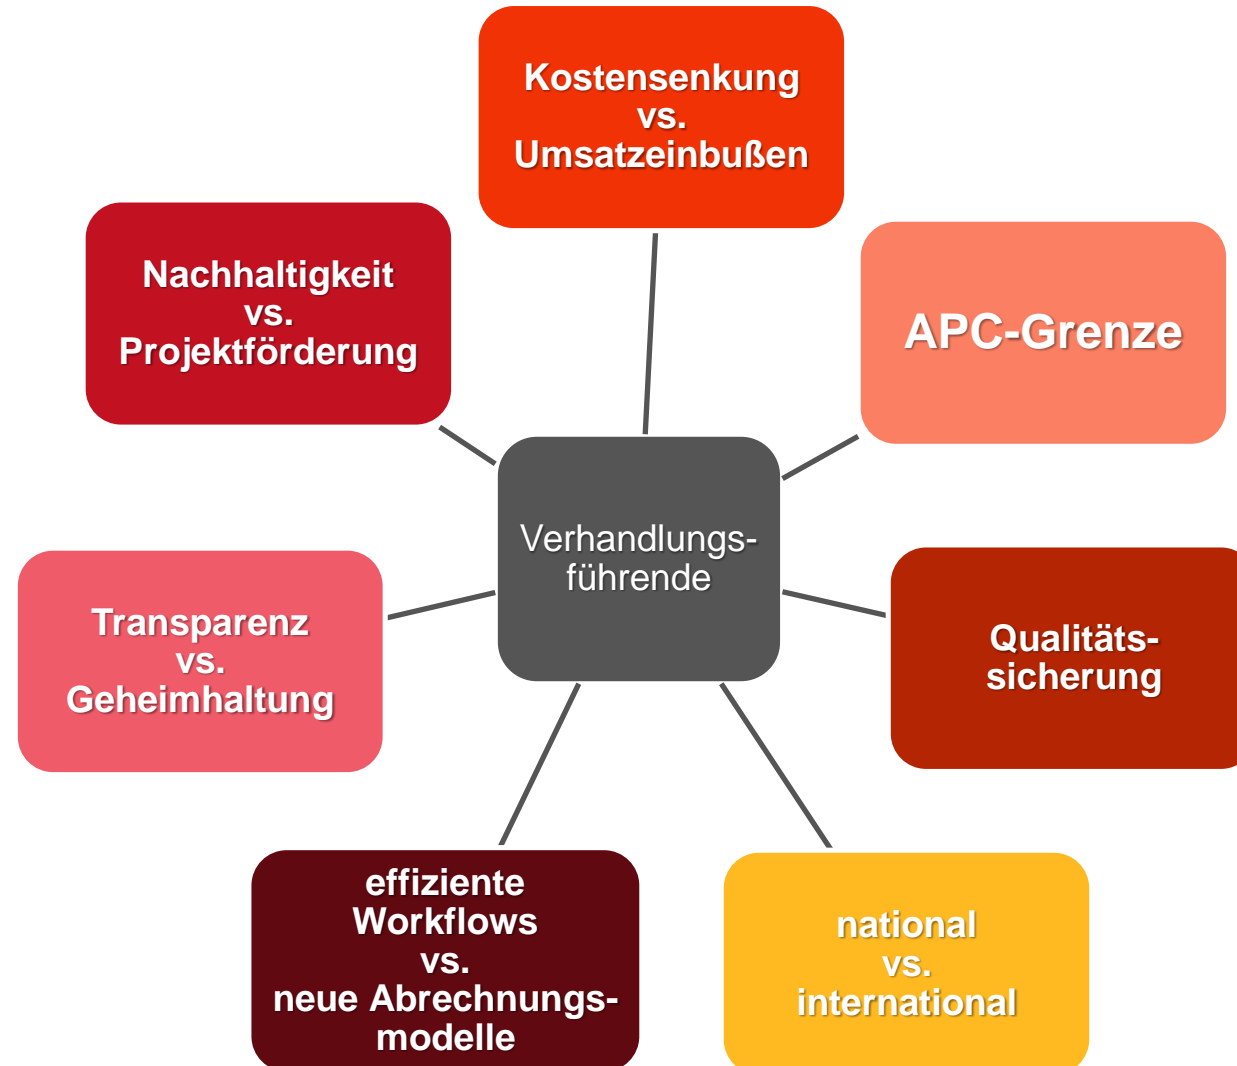 Kostensenkung
vs.
Umsatzeinbußen
Nachhaltigkeit
vs.
Projektförderung
APC-Grenze
Verhandlungs-
führende
Transparenz
vs.
Geheimhaltung
Qualitäts-
sicherung
effiziente
Workflows
vs.
neue Abrechnungs-
modelle
national
vs.
international